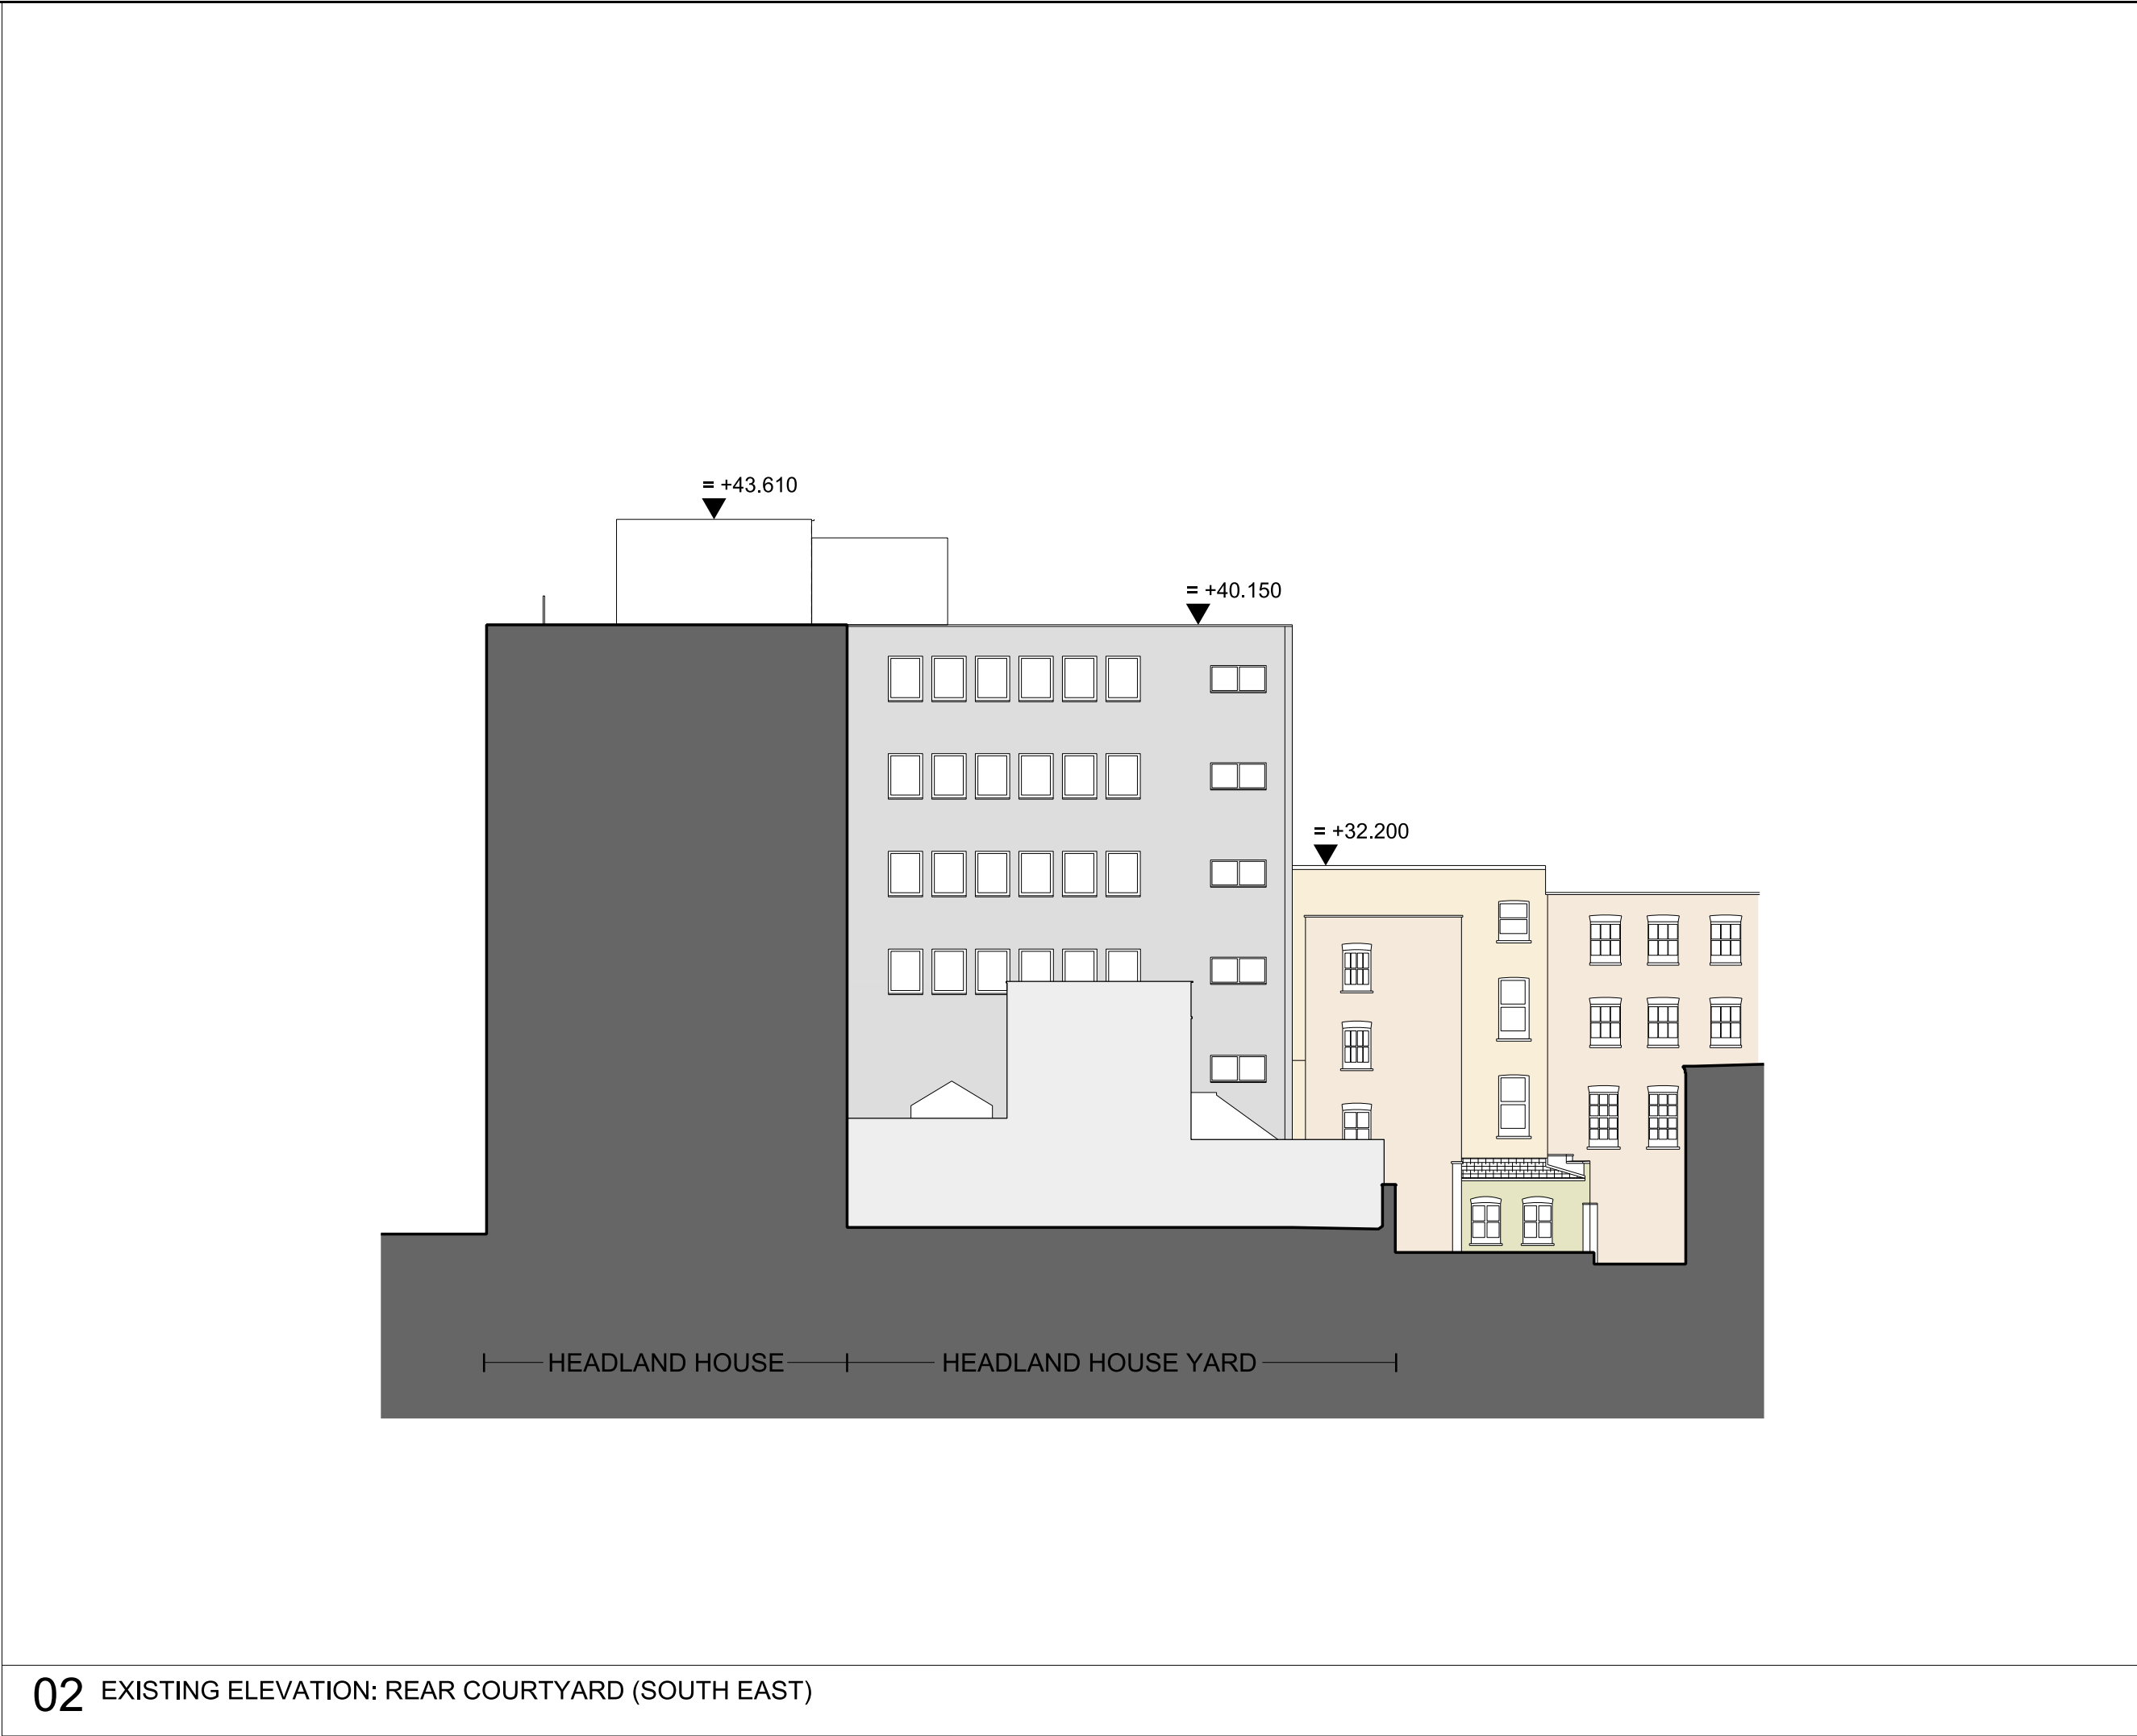 = +43.610
= +40.150
= +32.200
HEADLAND HOUSE
HEADLAND HOUSE YARD
02 EXISTING ELEVATION: REAR COURTYARD (SOUTH EAST)